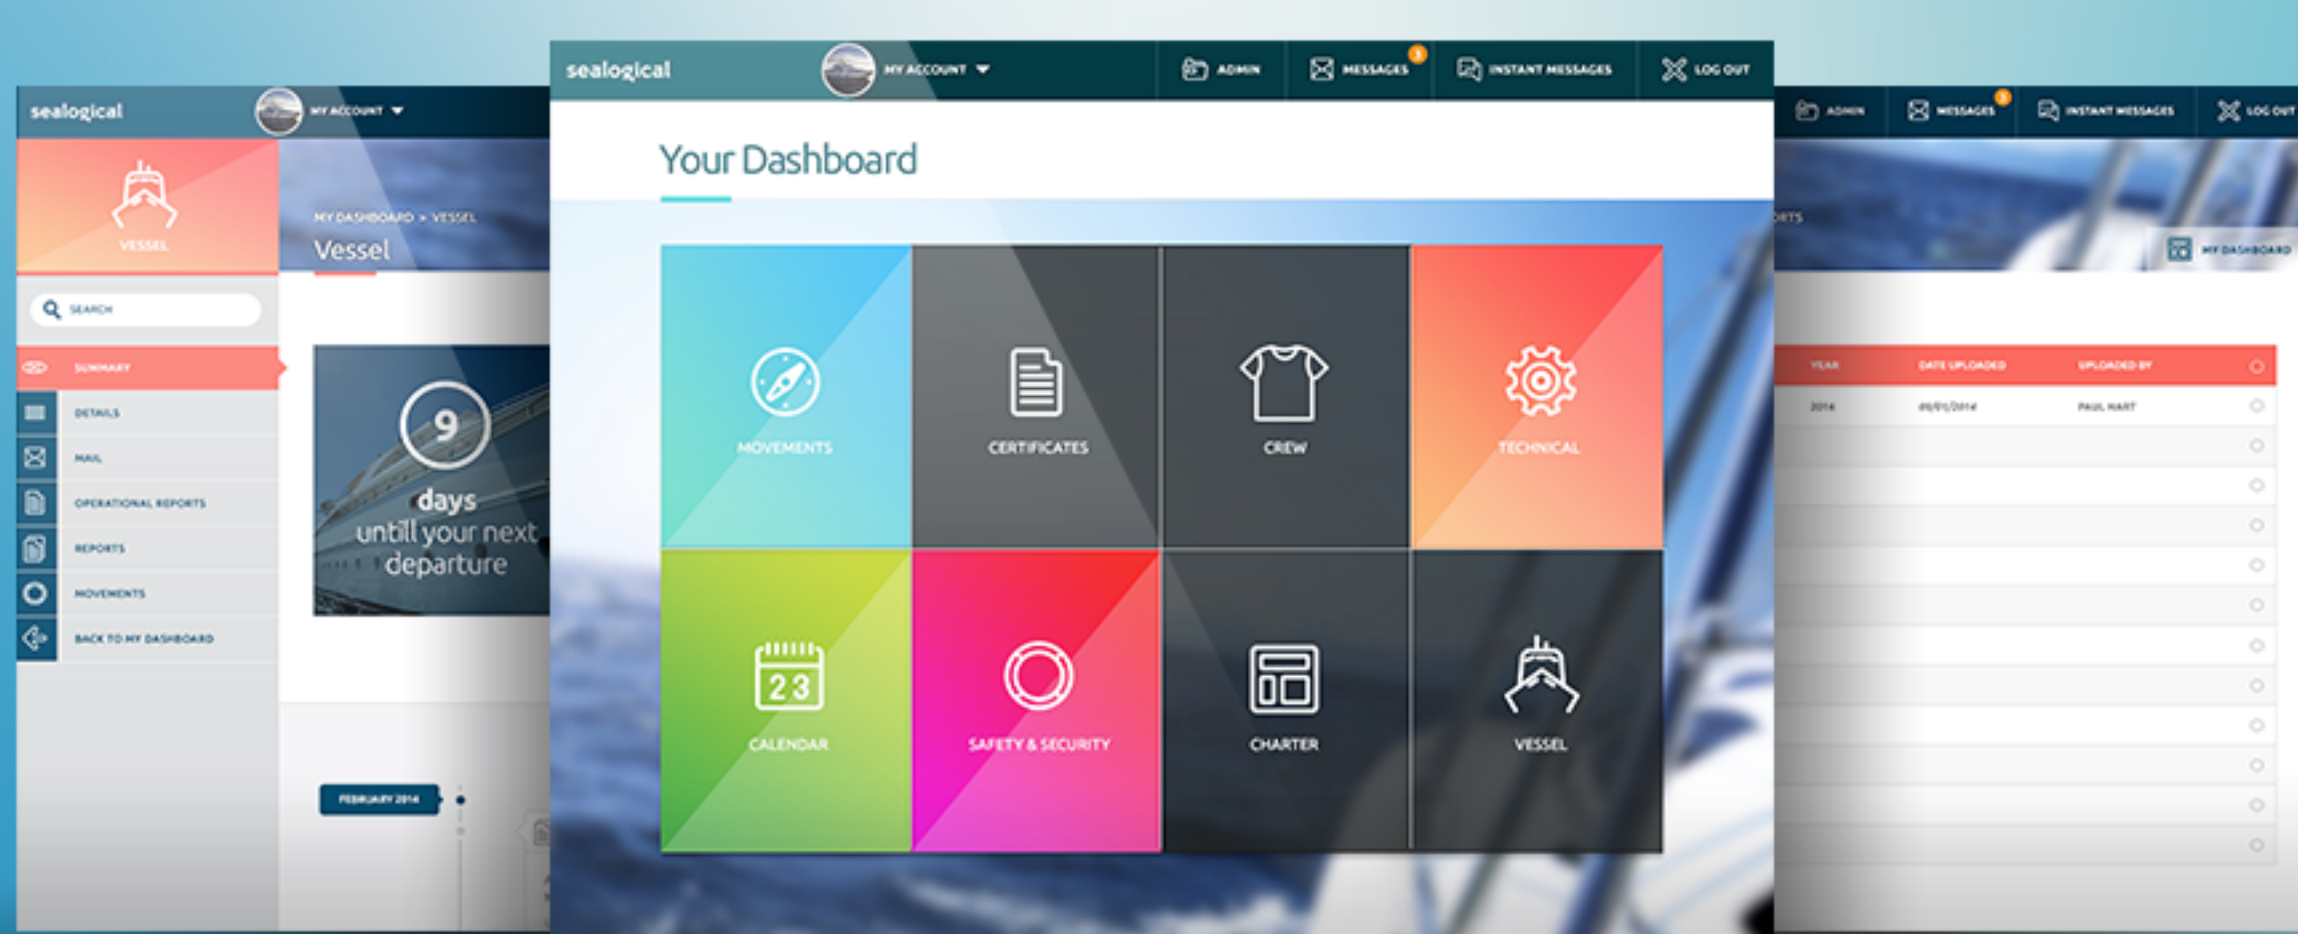 sealogical
MY ACCOUNT
VESSEL
MY DASHBOARD > VESSEL
Vessel
SEARCH
SUMMARY
DETAILS
MAIL
OPERATIONAL REPORTS
REPORTS
MOVEMENTS
BACK TO MY DASHBOARD
9
days
untill your next
departure
FEBRUARY 2014
sealogical
MY ACCOUNT
ADMIN
MESSAGES
3
INSTANT MESSAGES
LOG OUT
Your Dashboard
MOVEMENTS
CERTIFICATES
CREW
TECHNICAL
23
CALENDAR
SAFETY & SECURITY
CHARTER
VESSEL
ADMIN
MESSAGES
3
INSTANT MESSAGES
LOG OUT
ORTS
MY DASHBOARD
YEAR
DATE UPLOADED
UPLOADED BY
2014
PAUL HART